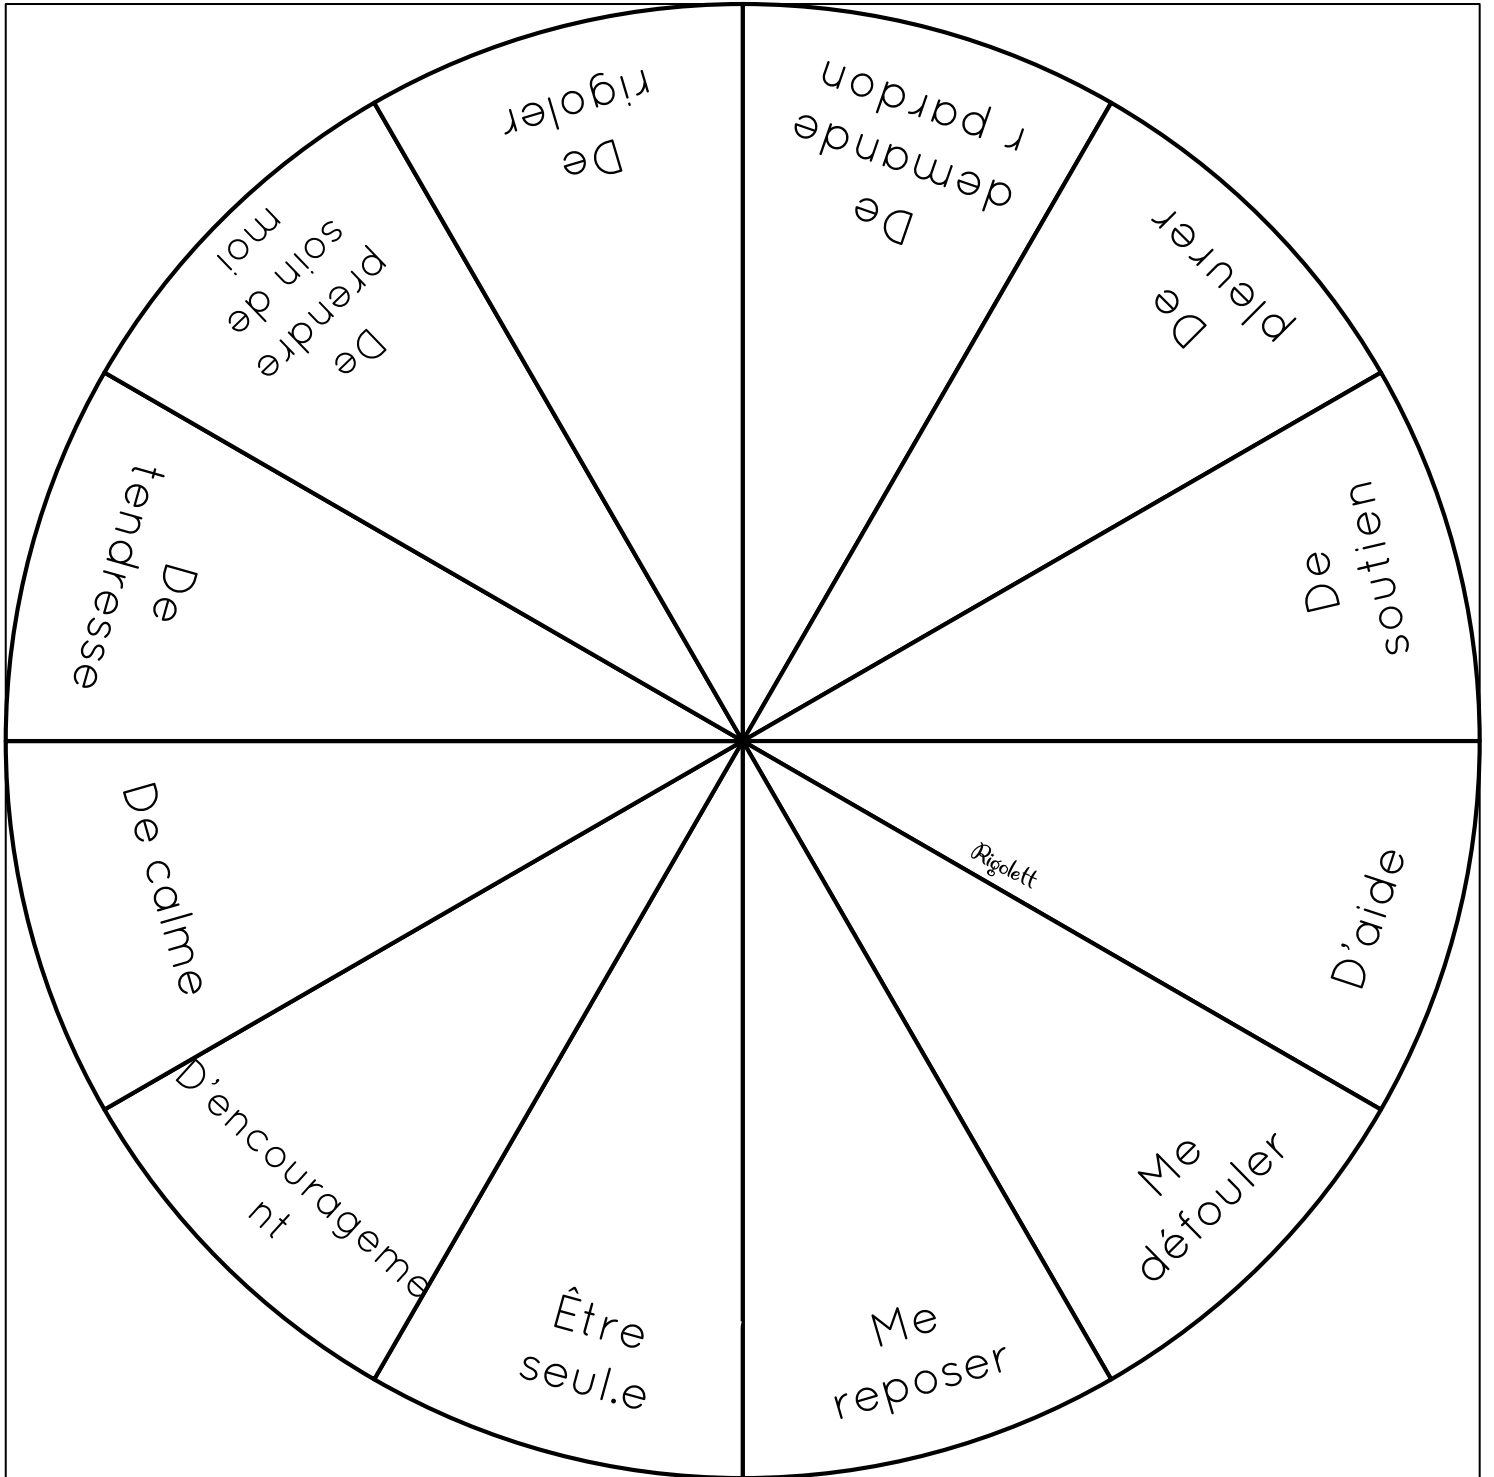 De
demande
r pardon
De
pleurer
De
soutien
D'aide
Rigolett
Me
défouler
Me
reposer
Être
seul.e
D'encourageme
nt
De calme
De
tendresse
De
prendre
soin de
moi
De
rigoler